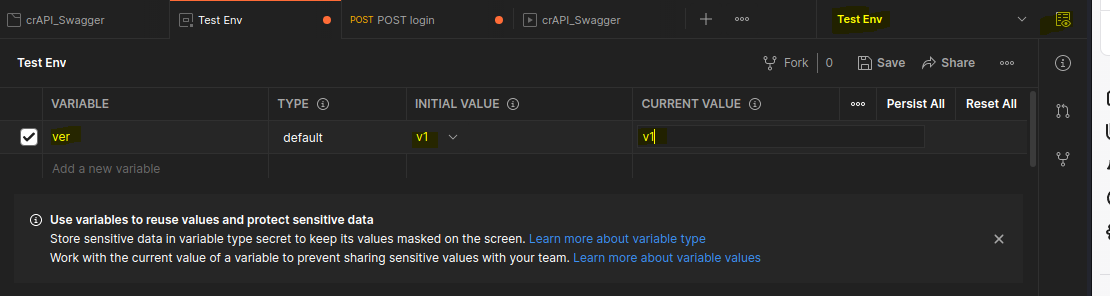 crAPI_Swagger Test Env POST POST login crAPI_Swagger Test Env
Test Env Fork 0 Save Share
VARIABLE TYPE INITIAL VALUE CURRENT VALUE Persist All Reset All
ver default v1 v1
Add a new variable
Use variables to reuse values and protect sensitive data
Store sensitive data in variable type secret to keep its values masked on the screen. Learn more about variable type
Work with the current value of a variable to prevent sharing sensitive values with your team. Learn more about variable values